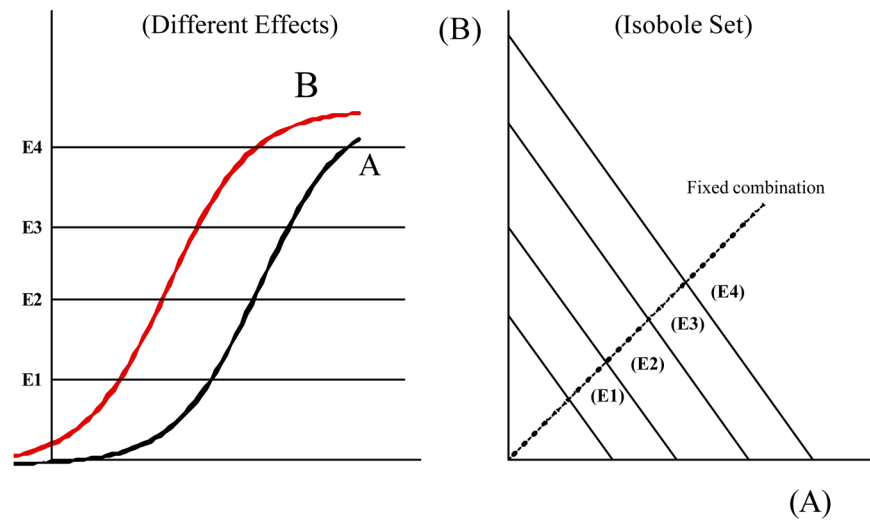 (Different Effects)
B
A
E4
E3
E2
E1
(B)
(Isobole Set)
Fixed combination
(E4)
(E3)
(E2)
(E1)
(A)